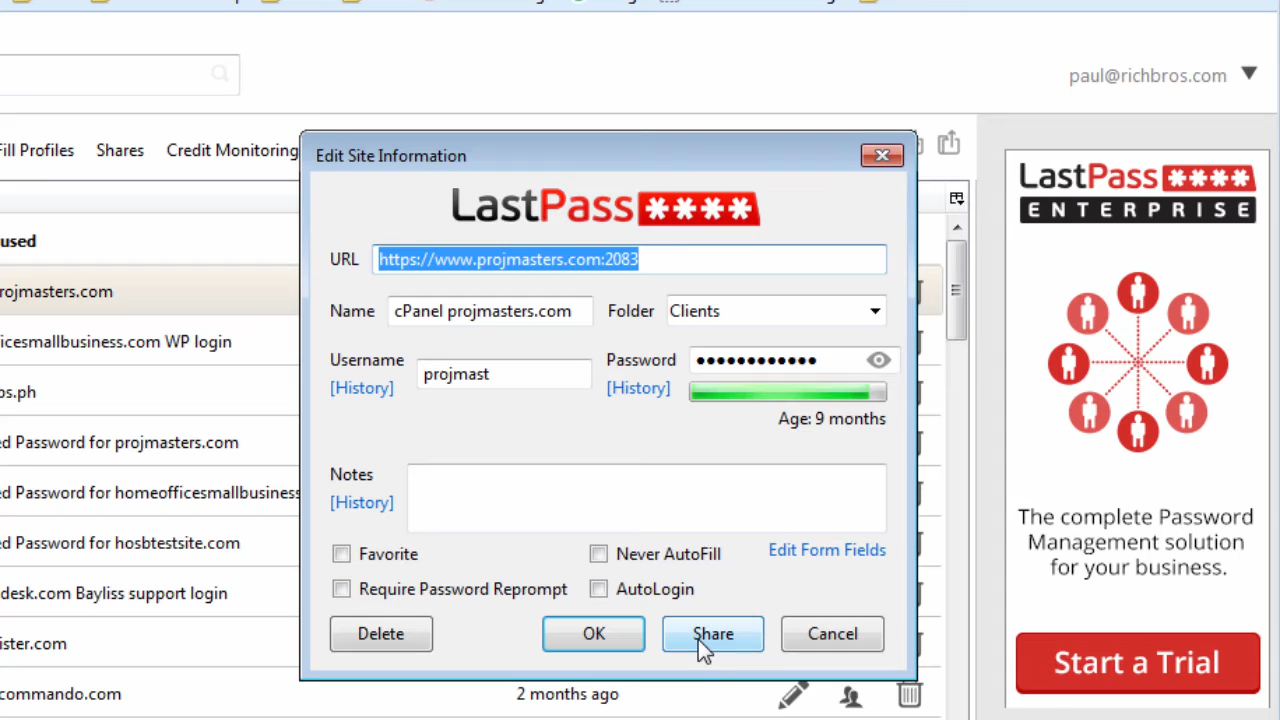 paul@richbros.com
Fill Profiles Shares Credit Monitoring
Edit Site Information
LastPass ****
URL https://www.projmasters.com:2083
Name cPanel projmasters.com Folder Clients
Username projmast Password ••••••••••••
[History] [History]
Age: 9 months
Notes
[History]
Favorite Never AutoFill Edit Form Fields
Require Password Reprompt AutoLogin
Delete OK Share Cancel
used
rojmasters.com
icesmallbusiness.com WP login
os.ph
ed Password for projmasters.com
ed Password for homeofficesmallbusiness
ed Password for hosbtestsite.com
desk.com Bayliss support login
ister.com
commando.com 2 months ago
LastPass ****
ENTERPRISE
The complete Password
Management solution
for your business.
Start a Trial